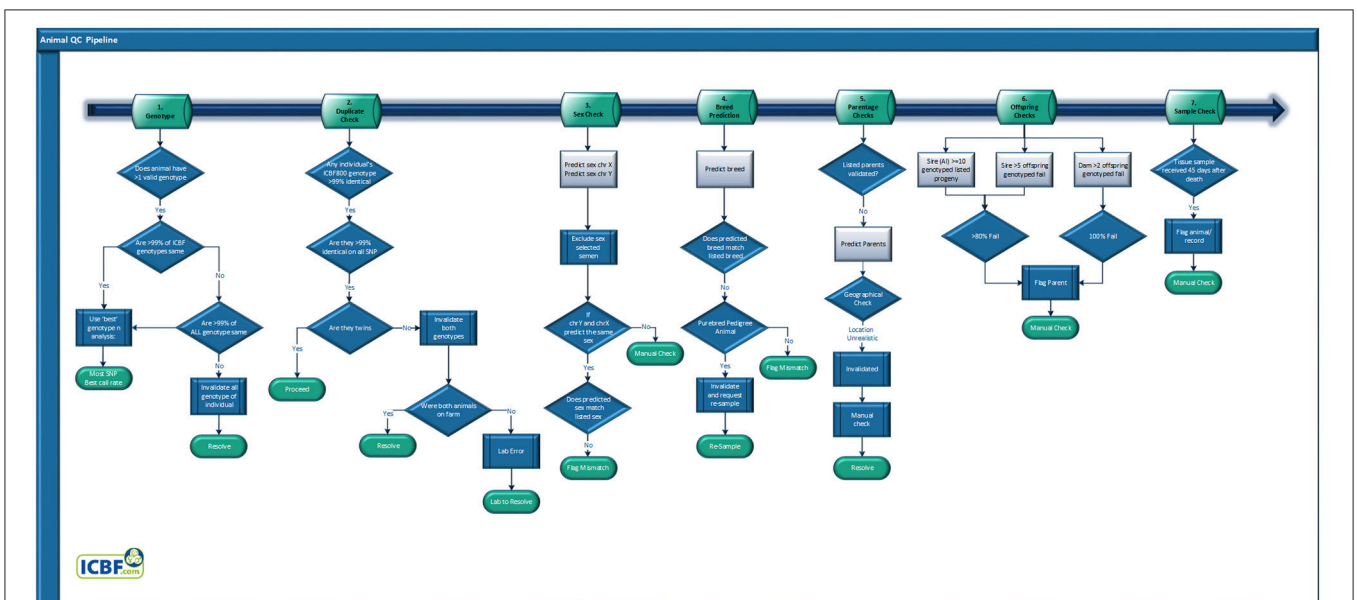 Animal QC Pipeline
1.
Genotype
Does animal have
>1 valid genotype
Yes
Are >99% of ICBF
genotypes same
Yes
No
Use 'best'
genotype n
analysis:
Are >99% of
ALL genotype same
Most SNP
Best call rate
No
Invalidate all
genotype of
individual
Resolve
2.
Duplicate
Check
Any individual's
ICBF800 genotype
>99% identical
Yes
Are they >99%
identical on all SNP
Yes
Are they twins
No
Invalidate
both
genotypes
Yes
Proceed
Were both animals
on farm
Yes
No
Resolve
Lab Error
Lab to Resolve
3.
Sex Check
Predict sex chr X
Predict sex chr Y
Exclude sex
selected
semen
If
chrY and chrX
predict the same
sex
No
Manual Check
Yes
Does predicted
sex match
listed sex
No
Flag Mismatch
4.
Breed
Prediction
Predict breed
Does predicted
breed match
listed breed
No
Purebred Pedigree
Animal
No
Flag Mismatch
Yes
Invalidate
and request
re-sample
Re-Sample
5.
Parentage
Checks
Listed parents
validated?
No
Predict Parents
Geographical
Check
Location
Unrealistic
Invalidated
Manual
check
Resolve
6.
Offspring
Checks
Sire (AI) >=10
genotyped listed
progeny
Sire >5 offspring
genotyped fail
Dam >2 offspring
genotyped fail
>80% Fail
100% Fail
Flag Parent
Manual Check
7.
Sample Check
Tissue sample
received 45 days after
death
Yes
Flag animal/
record
Manual Check
ICBF
.com